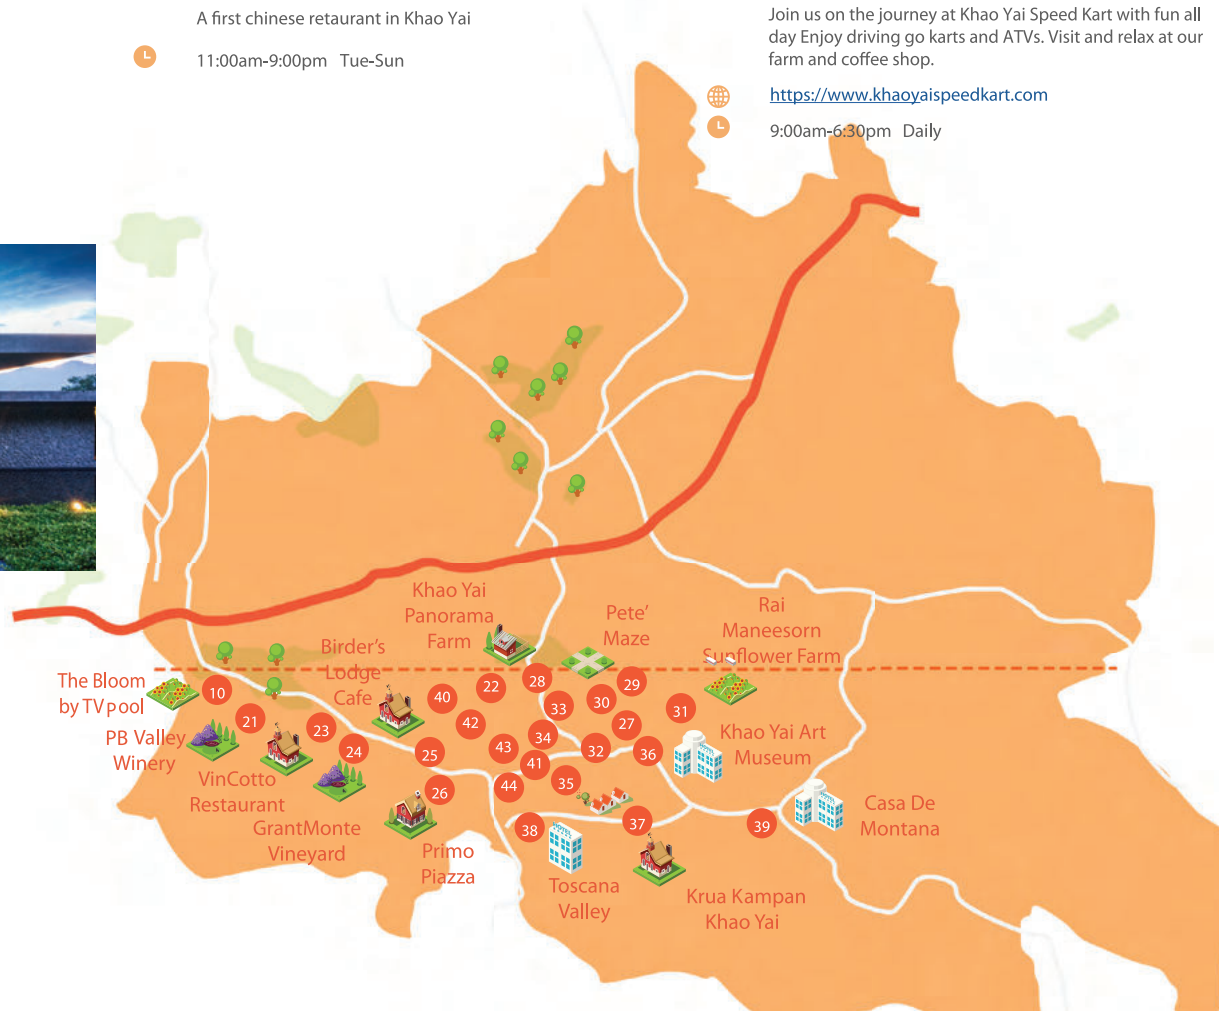 A first chinese retaurant in Khao Yai
11:00am-9:00pm Tue-Sun
Join us on the journey at Khao Yai Speed Kart with fun all
day Enjoy driving go karts and ATVs. Visit and relax at our
farm and coffee shop.
https://www.khaoyaispeedkart.com
9:00am-6:30pm Daily
Khao Yai
Panorama
Farm
Pete'
Maze
Rai
Maneesorn
Sunflower Farm
Birder's
Lodge
Cafe
The Bloom
by TVpool
PB Valley
Winery
VinCotto
Restaurant
GrantMonte
Vineyard
Primo
Piazza
Toscana
Valley
Krua Kampan
Khao Yai
Khao Yai Art
Museum
Casa De
Montana
10
21
23
24
25
26
40
22
42
43
44
28
33
34
41
35
30
29
27
32
36
31
38
37
39
HOTEL